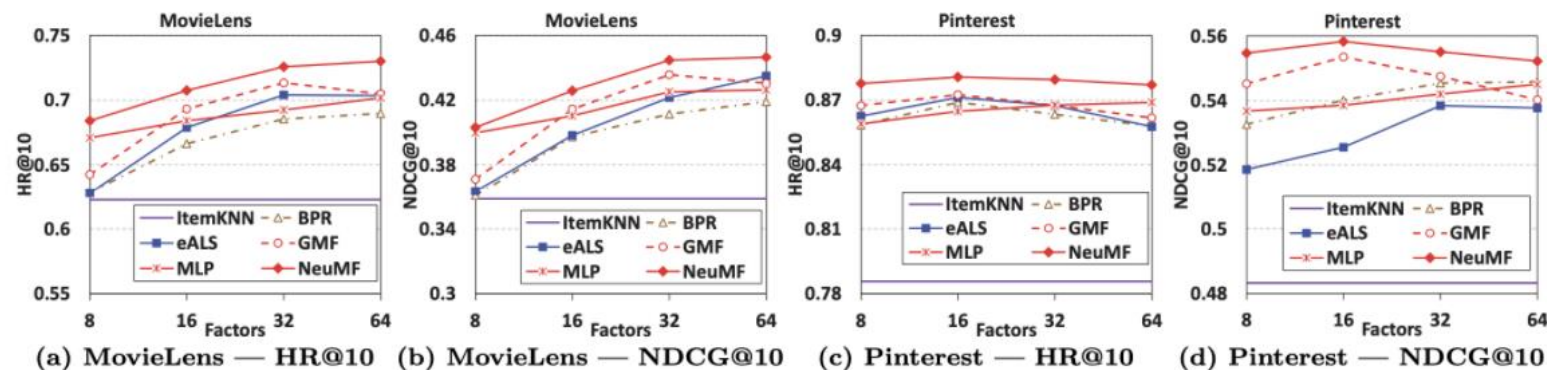 MovieLens
0.75
0.7
0.65
0.6
0.55
HR@10
ItemKNN
BPR
eALS
GMF
MLP
NeuMF
8
16
32
64
Factors
(a) MovieLens — HR@10
MovieLens
0.46
0.42
0.38
0.34
0.3
NDCG@10
ItemKNN
BPR
eALS
GMF
MLP
NeuMF
8
16
32
64
Factors
(b) MovieLens — NDCG@10
Pinterest
0.9
0.87
0.84
0.81
0.78
HR@10
ItemKNN
BPR
eALS
GMF
MLP
NeuMF
8
16
32
64
Factors
(c) Pinterest — HR@10
Pinterest
0.56
0.54
0.52
0.5
0.48
NDCG@10
ItemKNN
BPR
eALS
GMF
MLP
NeuMF
8
16
32
64
Factors
(d) Pinterest — NDCG@10